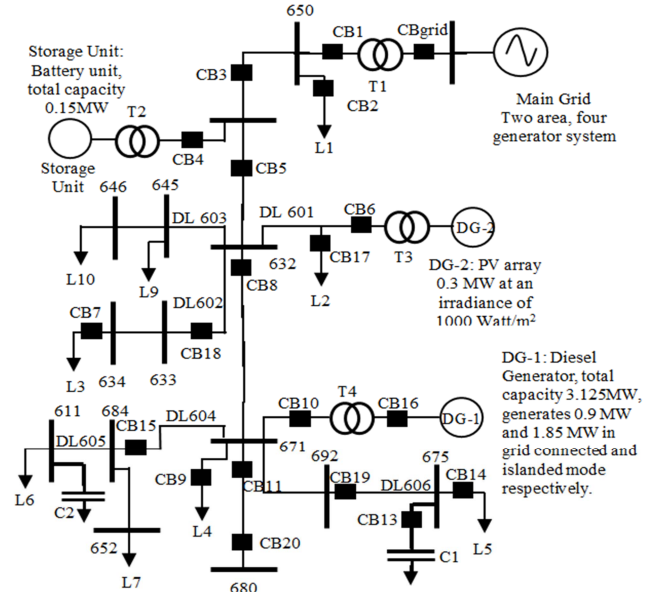 650
CB1
CBgrid
T1
CB3
CB2
L1
Main Grid
Two area, four
generator system
Storage Unit:
Battery unit,
total capacity
0.15MW
T2
CB4
Storage
Unit
CB5
646
645
DL 603
DL 601
CB6
DG-2
T3
L10
L9
632
CB8
CB17
L2
DG-2: PV array
0.3 MW at an
irradiance of
1000 Watt/m²
DL602
CB7
CB18
L3
634
633
DG-1: Diesel
Generator, total
capacity 3.125MW,
generates 0.9 MW
and 1.85 MW in
grid connected and
islanded mode
respectively.
CB10
T4
CB16
DG-1
611
684
CB15
DL604
671
DL605
CB9
CB11
L4
692
CB19
675
DL606
CB14
L6
C2
CB13
L5
C1
652
L7
CB20
680